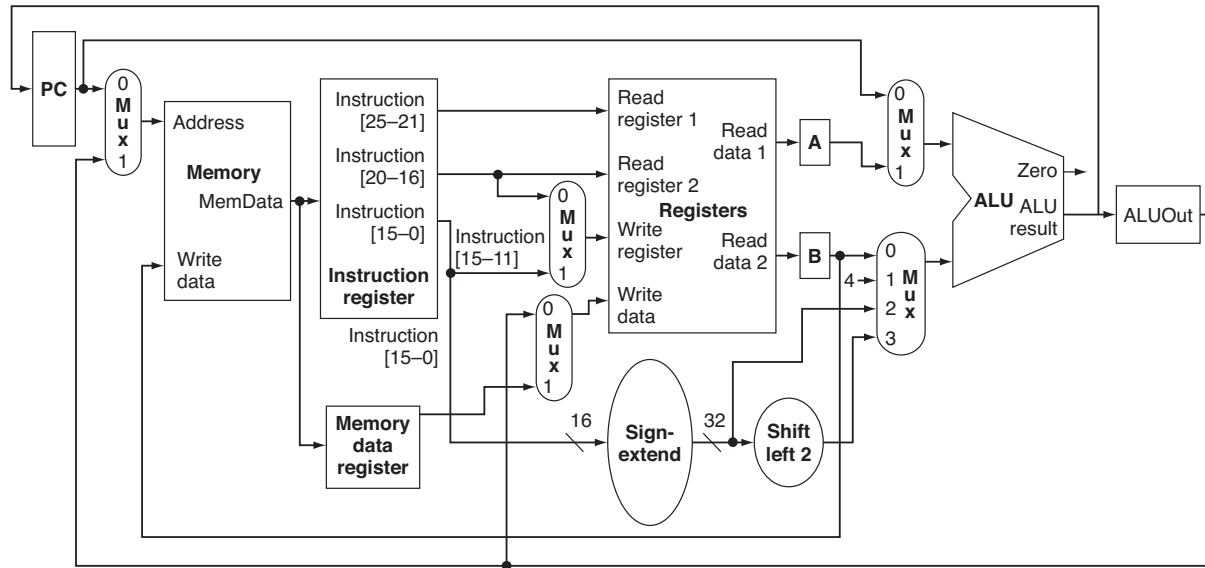 PC
0
M
u
x
1
Address
Memory
MemData
Write
data
Instruction
[25–21]
Instruction
[20–16]
Instruction
[15–0]
Instruction
register
Instruction
[15–11]
Instruction
[15–0]
Memory
data
register
0
M
u
x
1
0
M
u
x
1
16
Read
register 1
Read
register 2
Registers
Write
register
Write
data
Read
data 1
Read
data 2
Sign-
extend
32
Shift
left 2
A
B
4
0
M
u
x
1
0
1
2
3
M
u
x
Zero
ALU
ALU
result
ALUOut